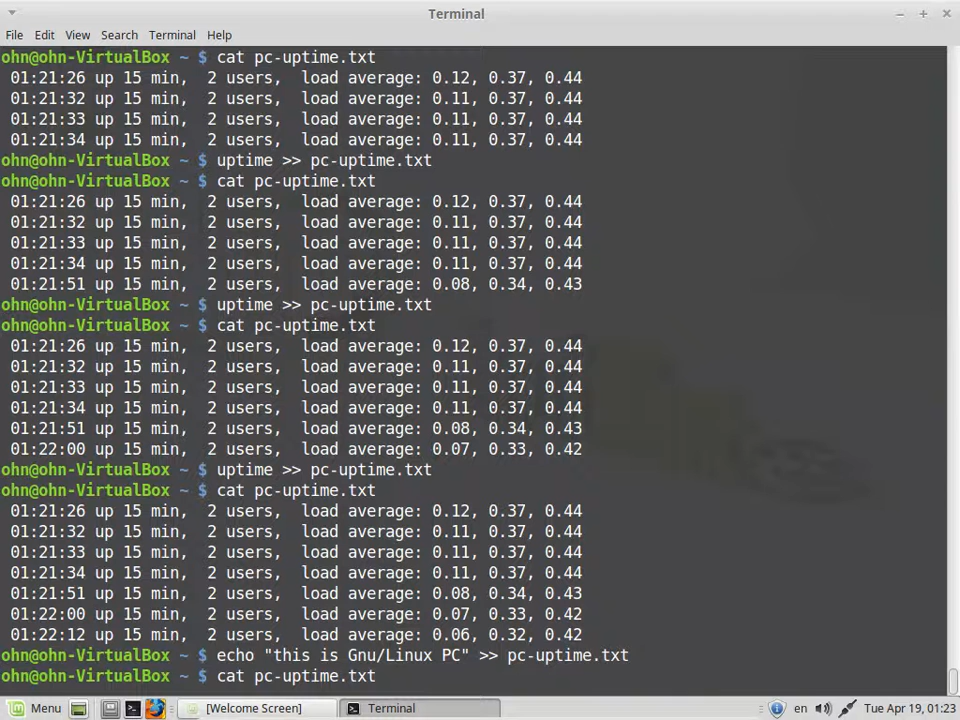 Terminal
File Edit View Search Terminal Help
ohn@ohn-VirtualBox ~ $ cat pc-uptime.txt
01:21:26 up 15 min,  2 users,  load average: 0.12, 0.37, 0.44
01:21:32 up 15 min,  2 users,  load average: 0.11, 0.37, 0.44
01:21:33 up 15 min,  2 users,  load average: 0.11, 0.37, 0.44
01:21:34 up 15 min,  2 users,  load average: 0.11, 0.37, 0.44
ohn@ohn-VirtualBox ~ $ uptime >> pc-uptime.txt
ohn@ohn-VirtualBox ~ $ cat pc-uptime.txt
01:21:26 up 15 min,  2 users,  load average: 0.12, 0.37, 0.44
01:21:32 up 15 min,  2 users,  load average: 0.11, 0.37, 0.44
01:21:33 up 15 min,  2 users,  load average: 0.11, 0.37, 0.44
01:21:34 up 15 min,  2 users,  load average: 0.11, 0.37, 0.44
01:21:51 up 15 min,  2 users,  load average: 0.08, 0.34, 0.43
ohn@ohn-VirtualBox ~ $ uptime >> pc-uptime.txt
ohn@ohn-VirtualBox ~ $ cat pc-uptime.txt
01:21:26 up 15 min,  2 users,  load average: 0.12, 0.37, 0.44
01:21:32 up 15 min,  2 users,  load average: 0.11, 0.37, 0.44
01:21:33 up 15 min,  2 users,  load average: 0.11, 0.37, 0.44
01:21:34 up 15 min,  2 users,  load average: 0.11, 0.37, 0.44
01:21:51 up 15 min,  2 users,  load average: 0.08, 0.34, 0.43
01:22:00 up 15 min,  2 users,  load average: 0.07, 0.33, 0.42
ohn@ohn-VirtualBox ~ $ uptime >> pc-uptime.txt
ohn@ohn-VirtualBox ~ $ cat pc-uptime.txt
01:21:26 up 15 min,  2 users,  load average: 0.12, 0.37, 0.44
01:21:32 up 15 min,  2 users,  load average: 0.11, 0.37, 0.44
01:21:33 up 15 min,  2 users,  load average: 0.11, 0.37, 0.44
01:21:34 up 15 min,  2 users,  load average: 0.11, 0.37, 0.44
01:21:51 up 15 min,  2 users,  load average: 0.08, 0.34, 0.43
01:22:00 up 15 min,  2 users,  load average: 0.07, 0.33, 0.42
01:22:12 up 15 min,  2 users,  load average: 0.06, 0.32, 0.42
ohn@ohn-VirtualBox ~ $ echo "this is Gnu/Linux PC" >> pc-uptime.txt
ohn@ohn-VirtualBox ~ $ cat pc-uptime.txt
Menu [Welcome Screen] Terminal en Tue Apr 19, 01:23